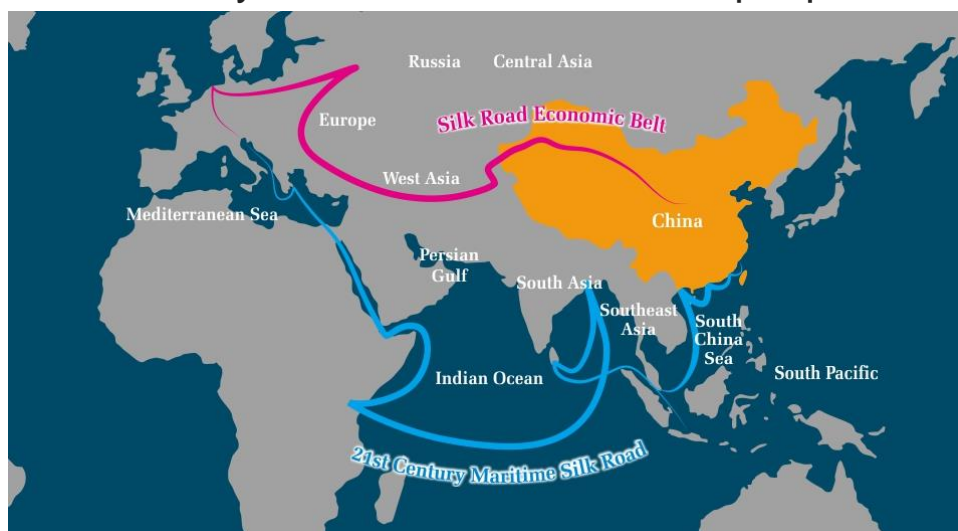 Russia
Central Asia
Silk Road Economic Belt
Europe
West Asia
Mediterranean Sea
China
Persian
Gulf
South Asia
Southeast
Asia
South
China
Sea
Indian Ocean
South Pacific
21st Century Maritime Silk Road